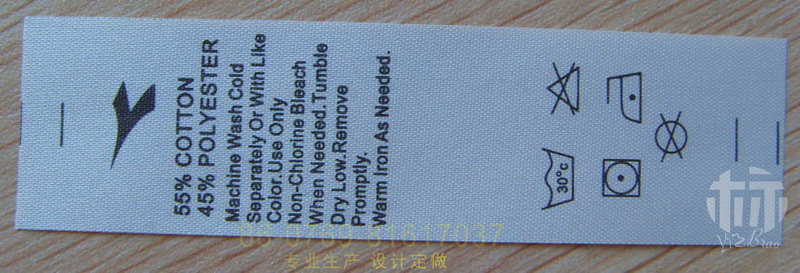 55% COTTON
45% POLYESTER
Machine Wash Cold
Separately Or With Like
Color.Use Only
Non-Chlorine Bleach
When Needed.Tumble
Dry Low.Remove
Promptly.
Warm Iron As Needed.
30°c
86 0769 81617037
专业生产 设计定做
Biao